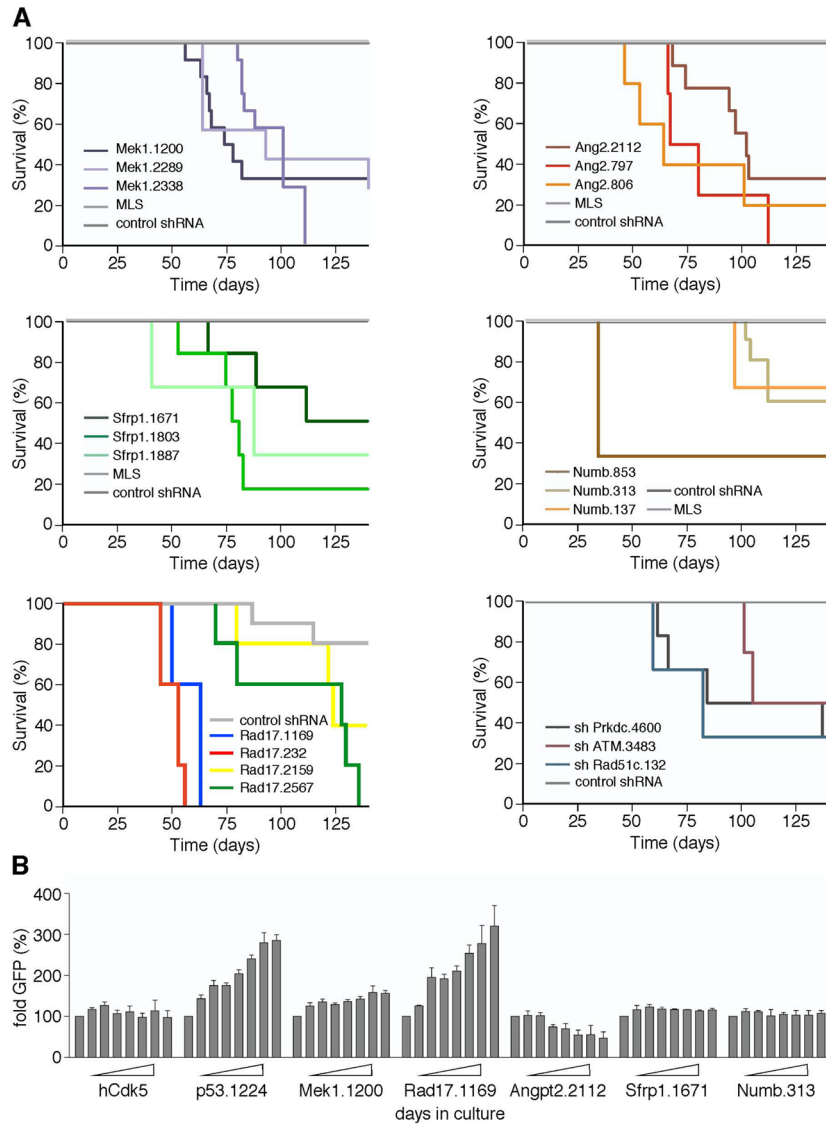 A
Survival (%)
100
80
60
40
20
0
Mek1.1200
Mek1.2289
Mek1.2338
MLS
control shRNA
0 25 50 75 100 125
Time (days)
Survival (%)
100
80
60
40
20
0
Ang2.2112
Ang2.797
Ang2.806
MLS
control shRNA
0 25 50 75 100 125
Time (days)
Survival (%)
100
80
60
40
20
0
Sfrp1.1671
Sfrp1.1803
Sfrp1.1887
MLS
control shRNA
0 25 50 75 100 125
Time (days)
Survival (%)
100
80
60
40
20
0
Numb.853
Numb.313 control shRNA
Numb.137 MLS
0 25 50 75 100 125
Time (days)
Survival (%)
100
80
60
40
20
0
control shRNA
Rad17.1169
Rad17.232
Rad17.2159
Rad17.2567
0 25 50 75 100 125
Time (days)
Survival (%)
100
80
60
40
20
0
sh Prkdc.4600
sh ATM.3483
sh Rad51c.132
control shRNA
0 25 50 75 100 125
Time (days)
B
fold GFP
400
300
200
100
0
hCdk5 p53.1224 Mek1.1200 Rad17.1169 Angpt2.2112 Sfrp1.1671 Numb.313
days in culture